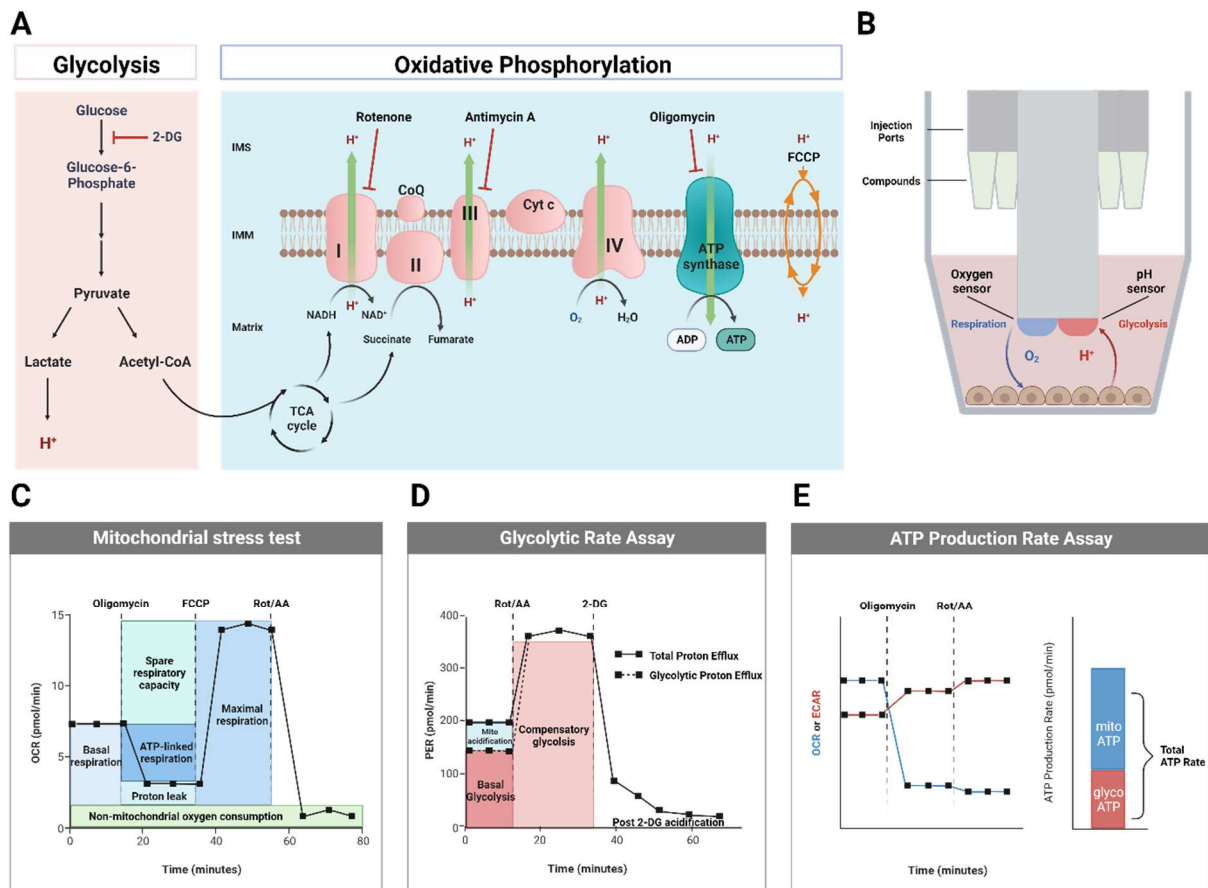 A
Glycolysis
Oxidative Phosphorylation
Glucose
2-DG
Glucose-6-
Phosphate
Pyruvate
Lactate
Acetyl-CoA
H⁺
IMS
IMM
Matrix
Rotenone
Antimycin A
Oligomycin
H⁺
H⁺
H⁺
H⁺
FCCP
CoQ
Cyt c
I
II
III
IV
ATP
synthase
H⁺
H⁺
H⁺
H⁺
NADH
NAD⁺
Succinate
Fumarate
O₂
H₂O
ADP
ATP
TCA
cycle
B
Injection
Ports
Compounds
Oxygen
sensor
pH
sensor
Respiration
Glycolysis
O₂
H⁺
C
Mitochondrial stress test
Oligomycin
FCCP
Rot/AA
15
10
5
0
OCR (pmol/min)
Spare
respiratory
capacity
Maximal
respiration
Basal
respiration
ATP-linked
respiration
Proton leak
Non-mitochondrial oxygen consumption
0
20
40
60
80
Time (minutes)
D
Glycolytic Rate Assay
Rot/AA
2-DG
400
300
200
100
0
PER (pmol/min)
Total Proton Efflux
Glycolytic Proton Efflux
Mito
acidification
Compensatory
glycolsis
Basal
Glycolysis
Post 2-DG acidification
0
20
40
60
Time (minutes)
E
ATP Production Rate Assay
Oligomycin
Rot/AA
OCR or ECAR
Time (minutes)
ATP Production Rate (pmol/min)
mito
ATP
glyco
ATP
Total
ATP Rate